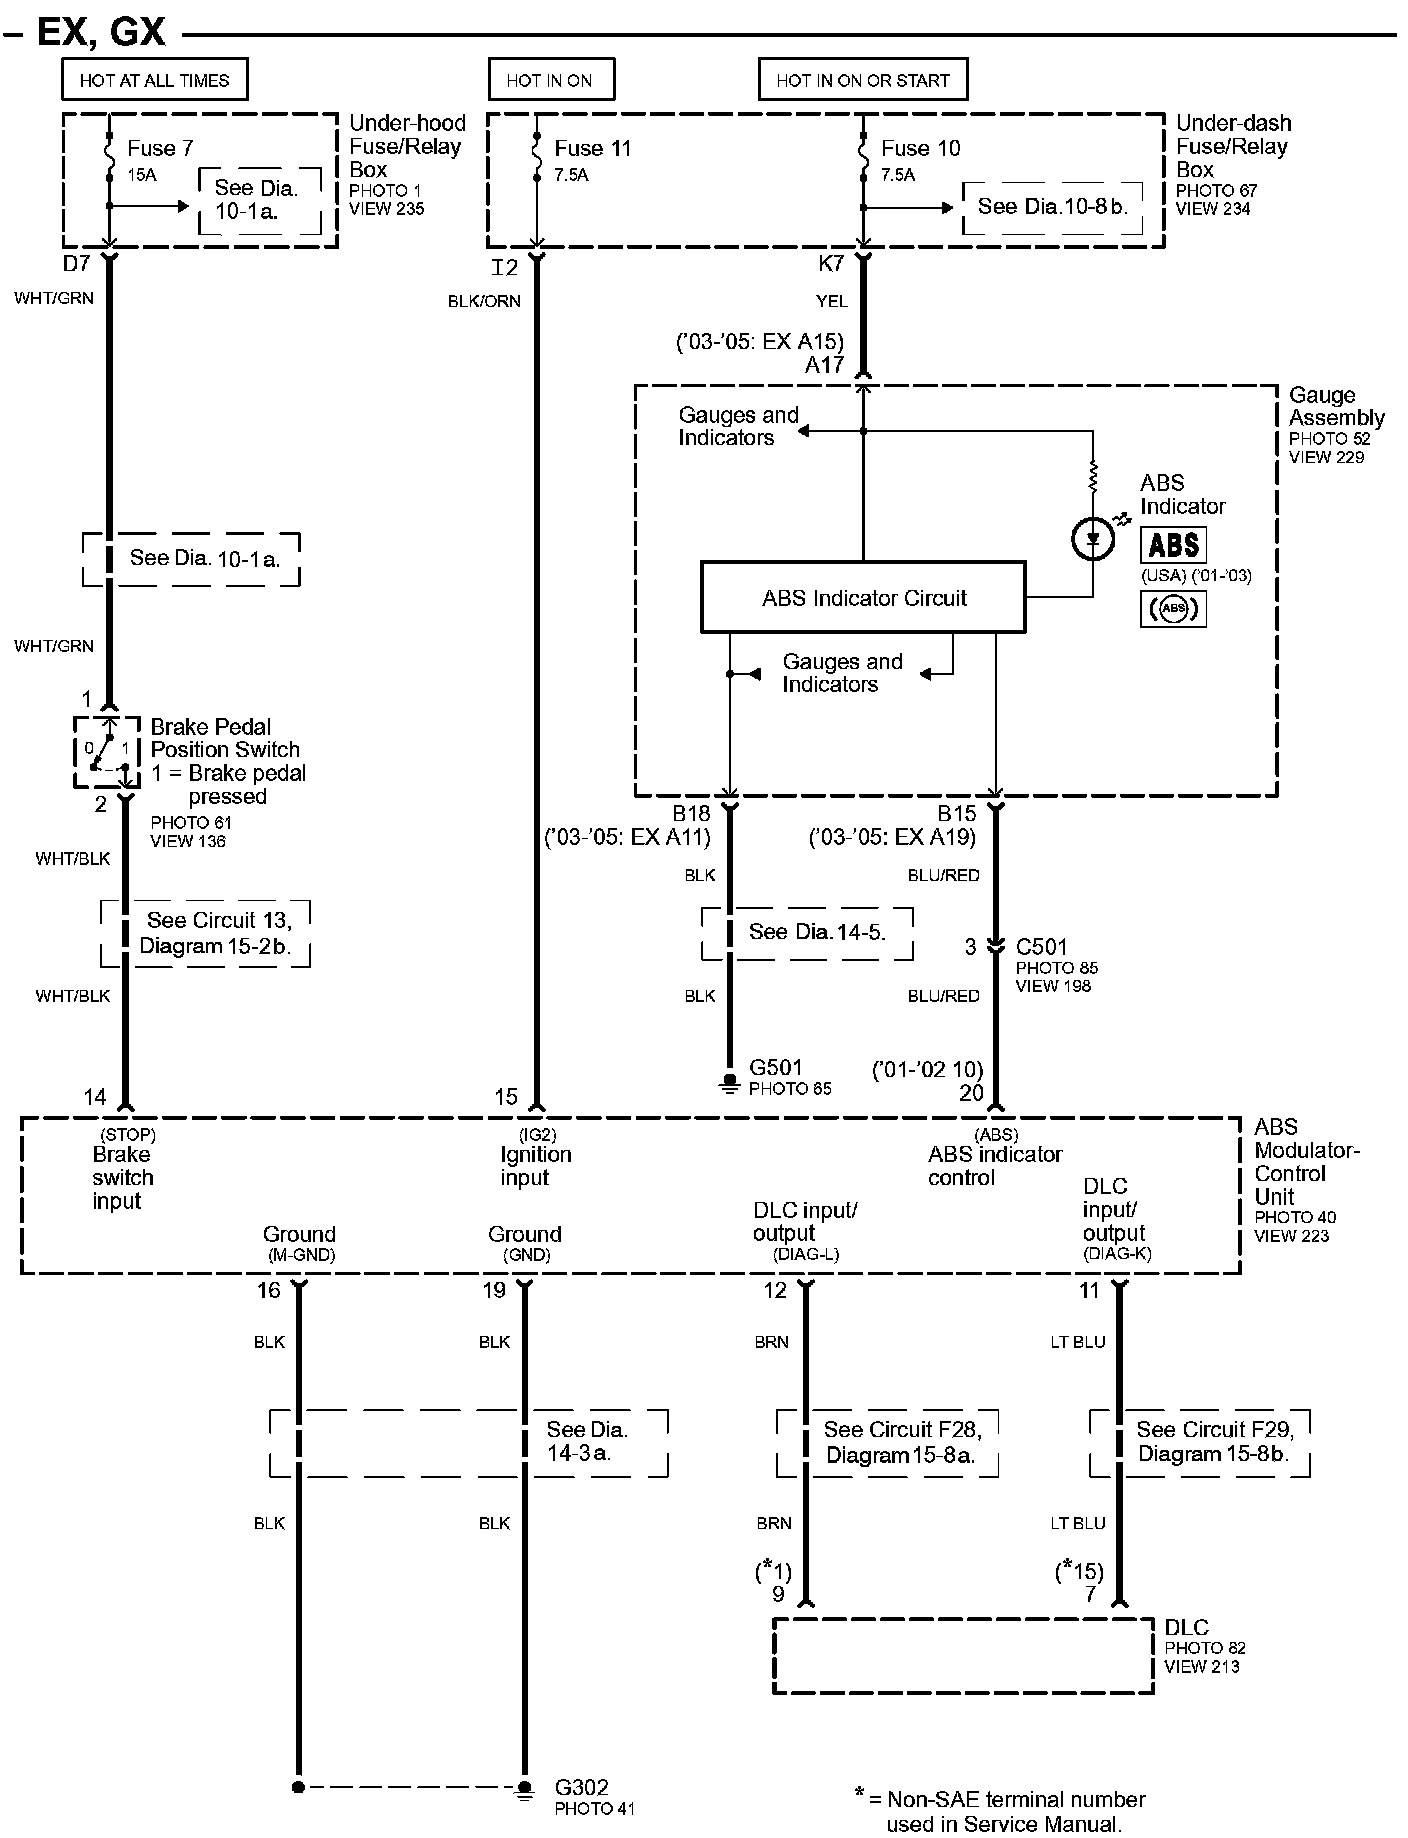 EX, GX
HOT AT ALL TIMES
HOT IN ON
HOT IN ON OR START
Under-hood
Fuse/Relay
Box
PHOTO 1
VIEW 235
Fuse 7
15A
See Dia.
10-1a.
Fuse 11
7.5A
Fuse 10
7.5A
See Dia.10-8b.
Under-dash
Fuse/Relay
Box
PHOTO 67
VIEW 234
D7
I2
K7
WHT/GRN
BLK/ORN
YEL
('03-'05: EX A15)
A17
Gauges and
Indicators
Gauge
Assembly
PHOTO 52
VIEW 229
ABS
Indicator
ABS
(USA) ('01-'03)
(ABS)
See Dia. 10-1a.
ABS Indicator Circuit
WHT/GRN
Gauges and
Indicators
1
0 1
Brake Pedal
Position Switch
1 = Brake pedal
pressed
2
PHOTO 61
VIEW 136
B18
('03-'05: EX A11)
B15
('03-'05: EX A19)
WHT/BLK
BLK
BLU/RED
See Circuit 13,
Diagram 15-2b.
See Dia.14-5.
3
C501
PHOTO 85
VIEW 198
WHT/BLK
BLK
BLU/RED
G501
PHOTO 65
('01-'02 10)
20
14
15
(STOP)
Brake
switch
input
(IG2)
Ignition
input
(ABS)
ABS indicator
control
ABS
Modulator-
Control
Unit
PHOTO 40
VIEW 223
Ground
(M-GND)
Ground
(GND)
DLC input/
output
(DIAG-L)
DLC
input/
output
(DIAG-K)
16
19
12
11
BLK
BLK
BRN
LT BLU
See Dia.
14-3a.
See Circuit F28,
Diagram 15-8a.
See Circuit F29,
Diagram 15-8b.
BLK
BLK
BRN
LT BLU
(*1)
9
(*15)
7
DLC
PHOTO 82
VIEW 213
G302
PHOTO 41
* = Non-SAE terminal number
used in Service Manual.